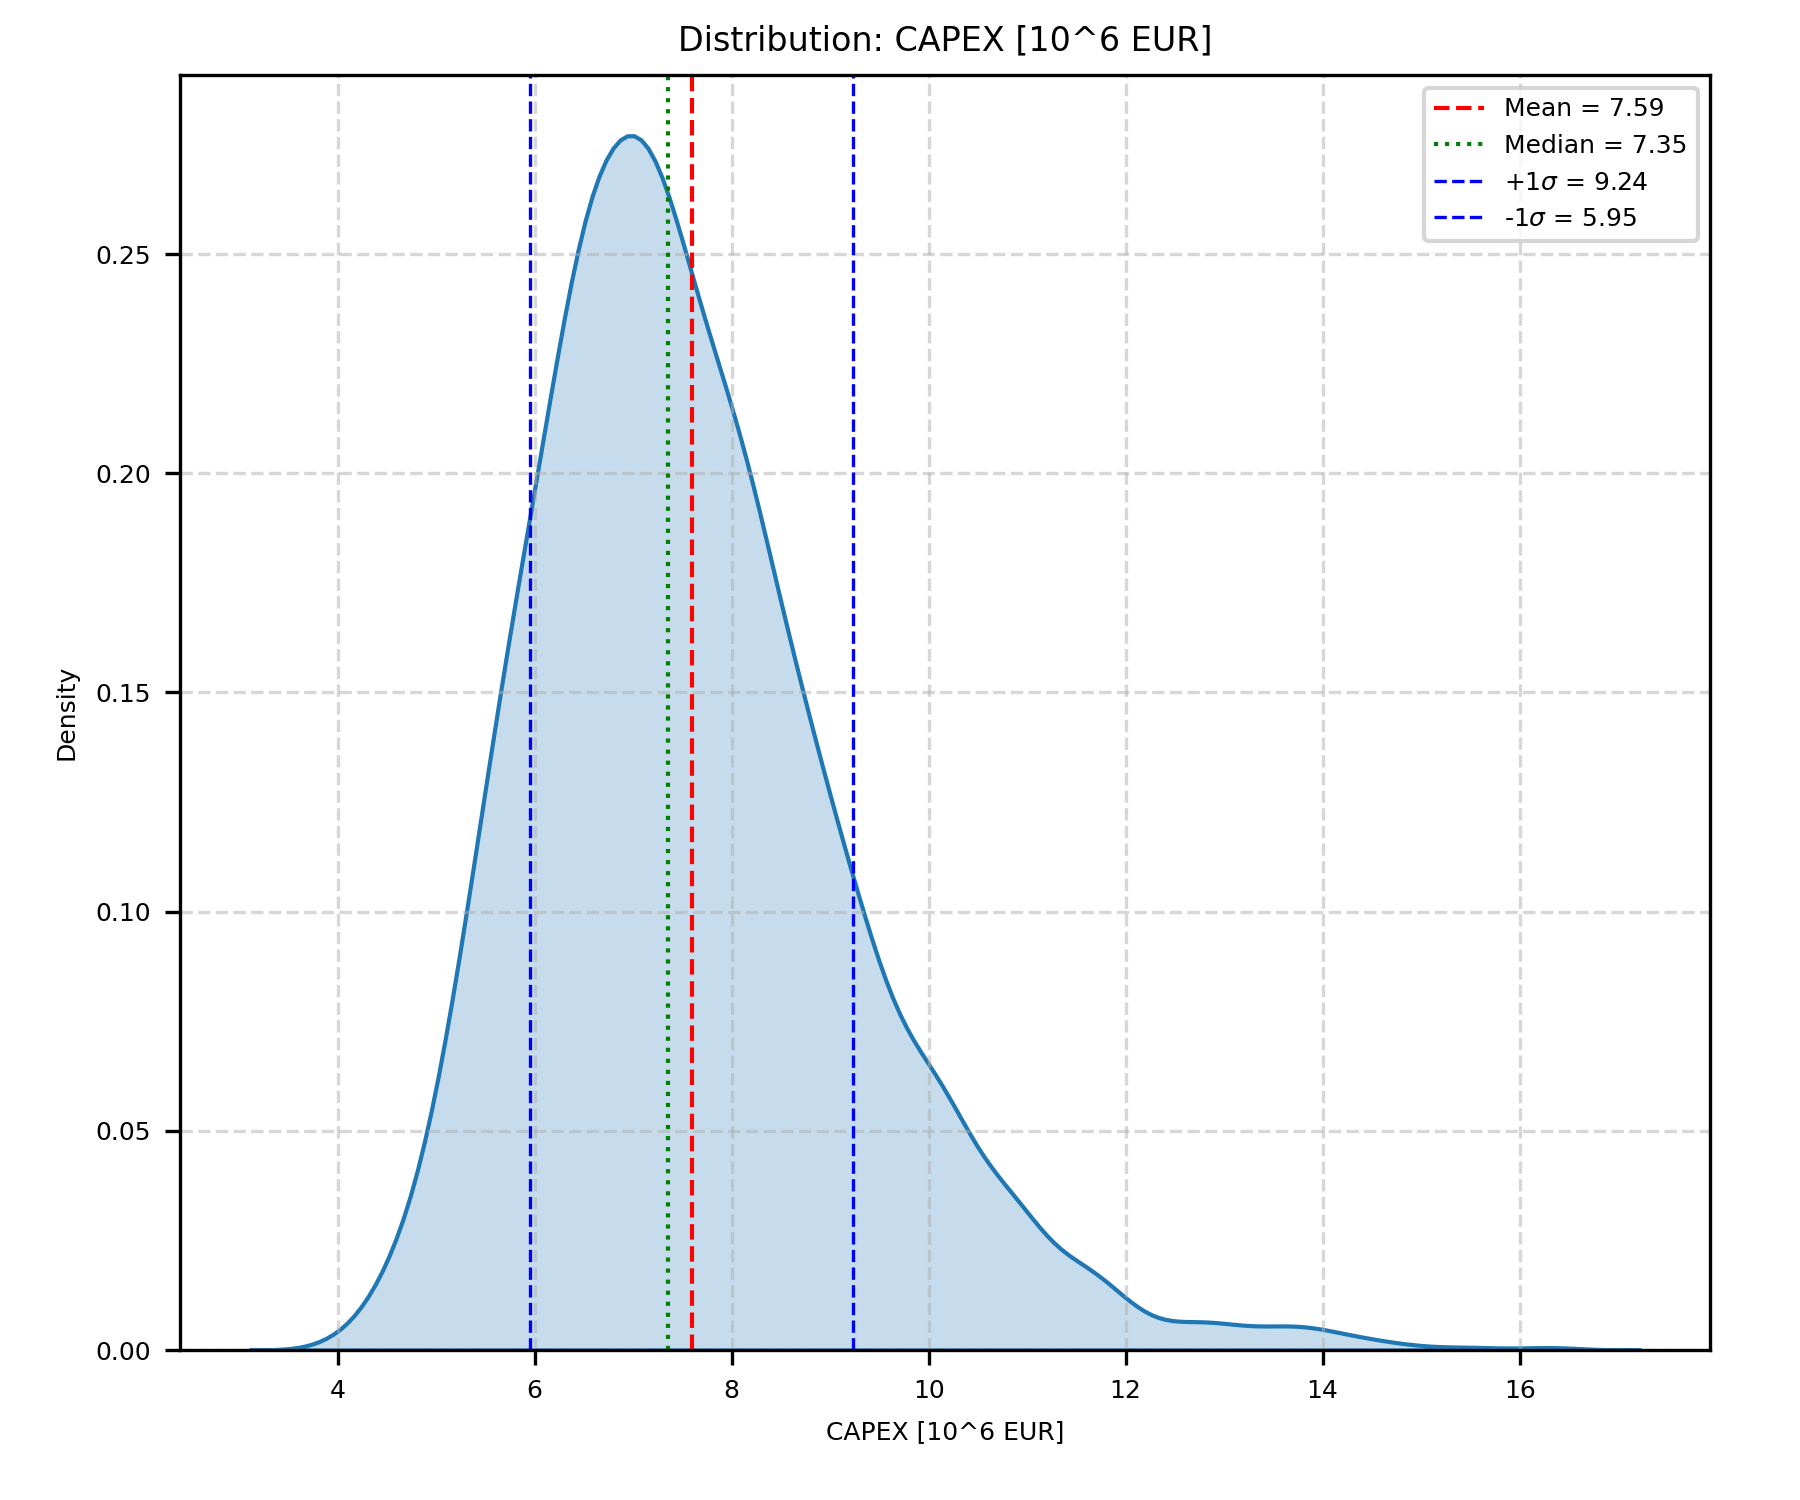 Distribution: CAPEX [10^6 EUR]
Mean = 7.59
Median = 7.35
+1σ = 9.24
-1σ = 5.95
0.25
0.20
0.15
0.10
0.05
0.00
Density
4 6 8 10 12 14 16
CAPEX [10^6 EUR]